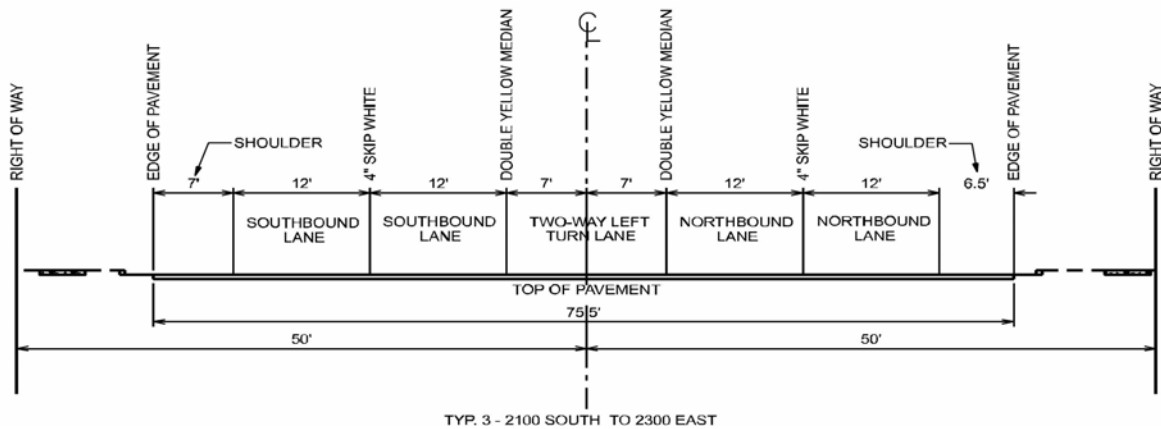 CL
RIGHT OF WAY
EDGE OF PAVEMENT
4" SKIP WHITE
DOUBLE YELLOW MEDIAN
DOUBLE YELLOW MEDIAN
4" SKIP WHITE
EDGE OF PAVEMENT
RIGHT OF WAY
SHOULDER
SHOULDER
7'
12'
12'
7'
7'
12'
12'
6.5'
SOUTHBOUND
LANE
SOUTHBOUND
LANE
TWO-WAY LEFT
TURN LANE
NORTHBOUND
LANE
NORTHBOUND
LANE
TOP OF PAVEMENT
75.5'
50'
50'
TYP. 3 - 2100 SOUTH TO 2300 EAST